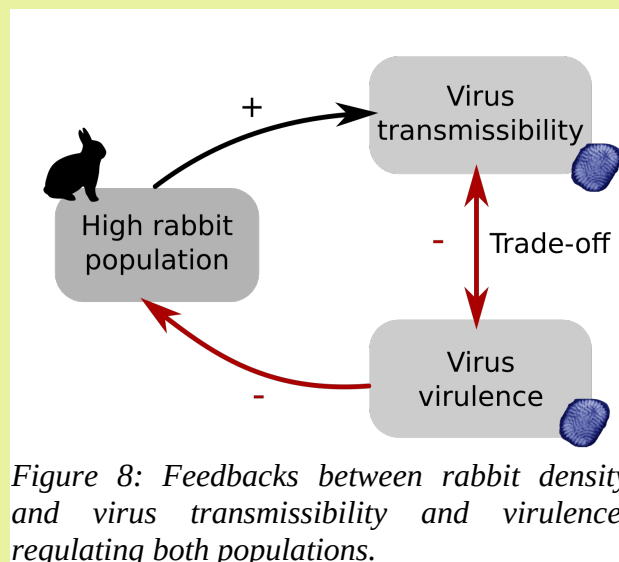 Virus
transmissibility
+
High rabbit
population
-
Trade-off
Virus
virulence
-
Figure 8: Feedbacks between rabbit density
and virus transmissibility and virulence
regulating both populations.